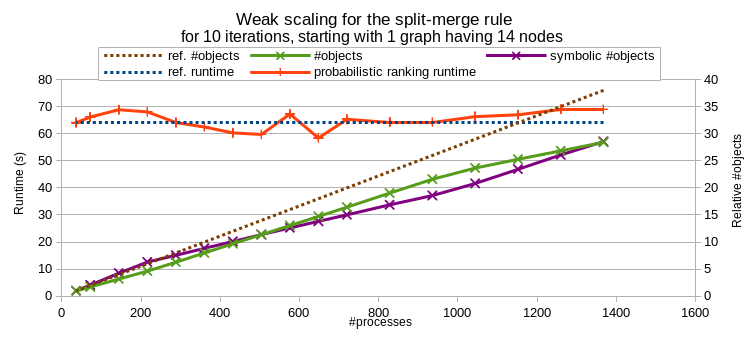 Weak scaling for the split-merge rule
for 10 iterations, starting with 1 graph having 14 nodes
ref. #objects #objects symbolic #objects
ref. runtime probabilistic ranking runtime
80 40
70 35
60 30
50 25
40 20
30 15
20 10
10 5
0 0
Runtime (s)
Relative #objects
0 200 400 600 800 1000 1200 1400 1600
#processes